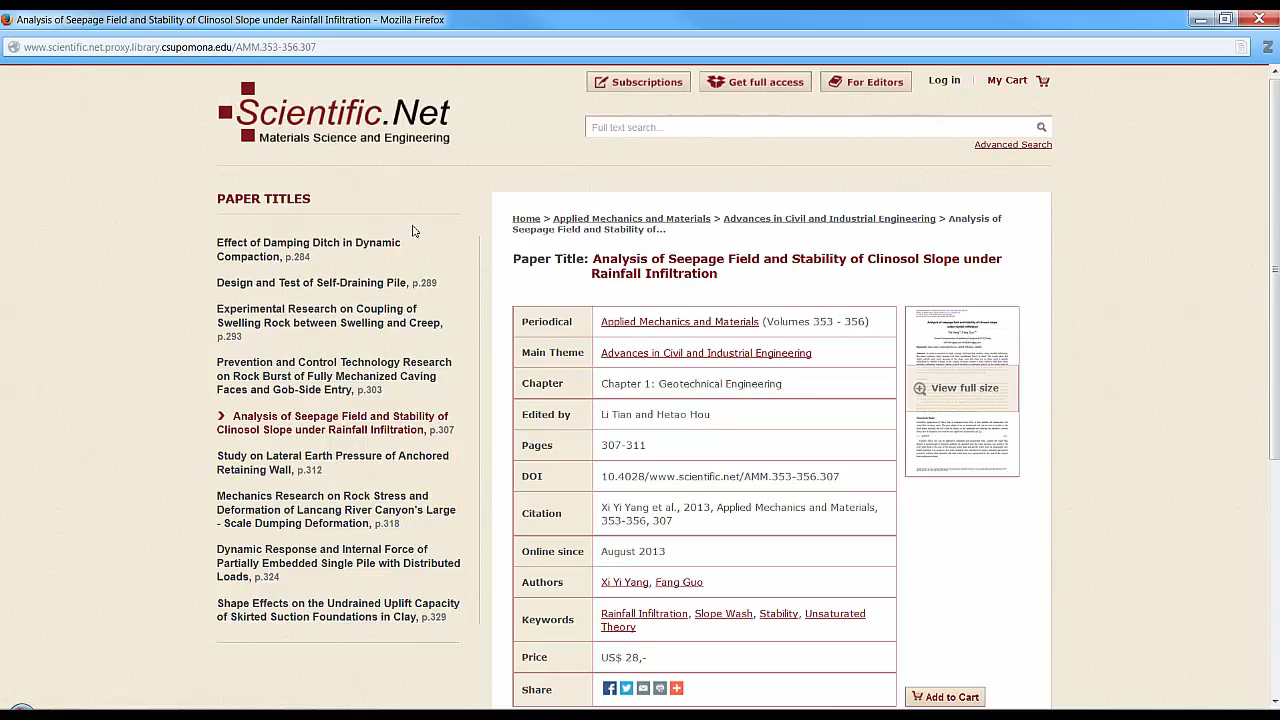 Analysis of Seepage Field and Stability of Clinosol Slope under Rainfall Infiltration - Mozilla Firefox
www.scientific.net.proxy.library.csupomona.edu/AMM.353-356.307
Z
Subscriptions
Get full access
For Editors
Log in
My Cart
Scientific.Net
Materials Science and Engineering
Full text search...
Advanced Search
PAPER TITLES
Effect of Damping Ditch in Dynamic
Compaction, p.284
Design and Test of Self-Draining Pile, p.289
Experimental Research on Coupling of
Swelling Rock between Swelling and Creep,
p.293
Prevention and Control Technology Research
on Rock Burst of Fully Mechanized Caving
Faces and Gob-Side Entry, p.303
Analysis of Seepage Field and Stability of
Clinosol Slope under Rainfall Infiltration, p.307
Study on Lateral Earth Pressure of Anchored
Retaining Wall, p.312
Mechanics Research on Rock Stress and
Deformation of Lancang River Canyon's Large
- Scale Dumping Deformation, p.318
Dynamic Response and Internal Force of
Partially Embedded Single Pile with Distributed
Loads, p.324
Shape Effects on the Undrained Uplift Capacity
of Skirted Suction Foundations in Clay, p.329
Home > Applied Mechanics and Materials > Advances in Civil and Industrial Engineering > Analysis of
Seepage Field and Stability of...
Paper Title: Analysis of Seepage Field and Stability of Clinosol Slope under
Rainfall Infiltration
Periodical Applied Mechanics and Materials (Volumes 353 - 356)
Main Theme Advances in Civil and Industrial Engineering
Chapter Chapter 1: Geotechnical Engineering
Edited by Li Tian and Hetao Hou
Pages 307-311
DOI 10.4028/www.scientific.net/AMM.353-356.307
Citation Xi Yi Yang et al., 2013, Applied Mechanics and Materials,
353-356, 307
Online since August 2013
Authors Xi Yi Yang, Fang Guo
Keywords Rainfall Infiltration, Slope Wash, Stability, Unsaturated
Theory
Price US$ 28,-
Share
View full size
Add to Cart